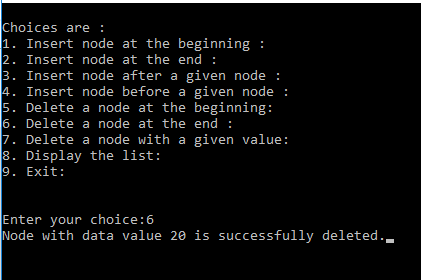 Choices are :
1. Insert node at the beginning :
2. Insert node at the end :
3. Insert node after a given node :
4. Insert node before a given node :
5. Delete a node at the beginning:
6. Delete a node at the end :
7. Delete a node with a given value:
8. Display the list:
9. Exit:
Enter your choice:6
Node with data value 20 is successfully deleted.